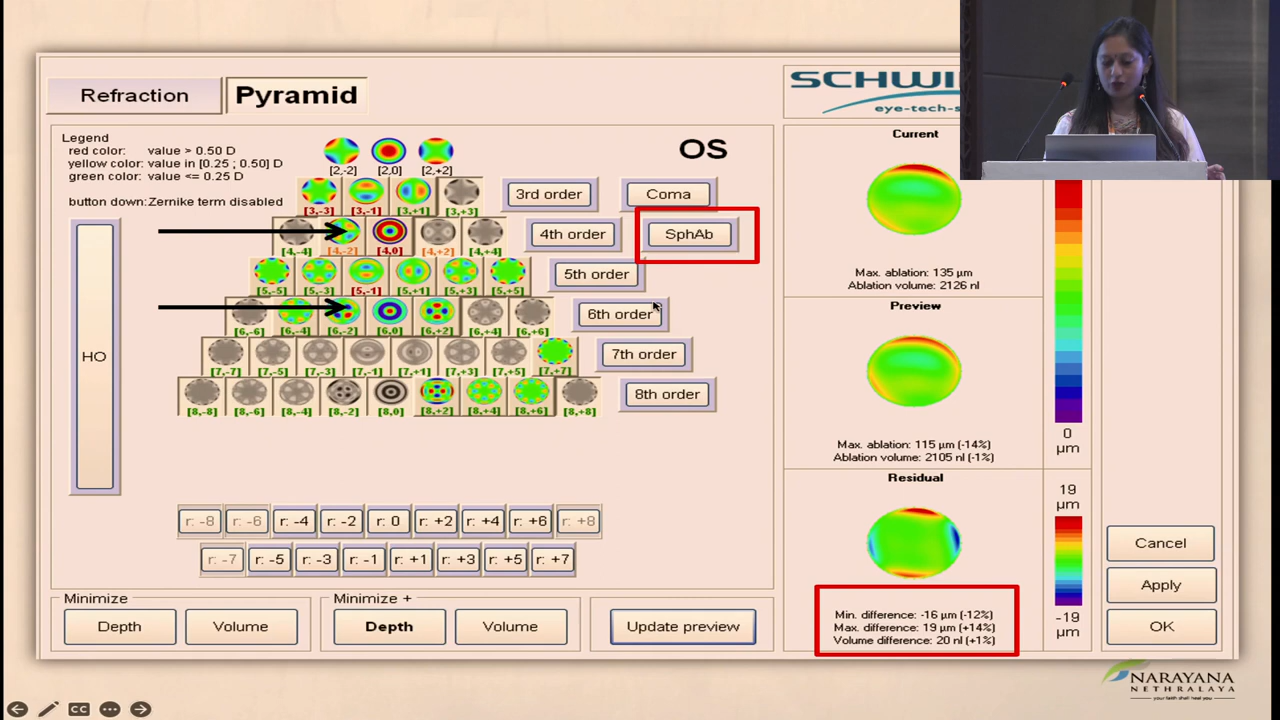 Refraction
Pyramid
SCHWI
eye-tech-s
Legend
red color: value > 0.50 D
yellow color: value in [0.25 ; 0.50] D
green color: value <= 0.25 D
button down: Zernike term disabled
OS
[2,-2] [2,0] [2,+2]
[3,-3] [3,-1] [3,+1] [3,+3]
3rd order
Coma
[4,-4] [4,-2] [4,0] [4,+2] [4,+4]
4th order
SphAb
[5,-5] [5,-3] [5,-1] [5,+1] [5,+3] [5,+5]
5th order
[6,-6] [6,-4] [6,-2] [6,0] [6,+2] [6,+4] [6,+6]
6th order
[7,-7] [7,-5] [7,-3] [7,-1] [7,+1] [7,+3] [7,+5] [7,+7]
7th order
[8,-8] [8,-6] [8,-4] [8,-2] [8,0] [8,+2] [8,+4] [8,+6] [8,+8]
8th order
HO
r: -8 r: -6 r: -4 r: -2 r: 0 r: +2 r: +4 r: +6 r: +8
r: -7 r: -5 r: -3 r: -1 r: +1 r: +3 r: +5 r: +7
Minimize
Depth
Volume
Minimize +
Depth
Volume
Update preview
Current
Max. ablation: 135 µm
Ablation volume: 2126 nl
Preview
Max. ablation: 115 µm (-14%)
Ablation volume: 2105 nl (-1%)
Residual
Min. difference: -16 µm (-12%)
Max. difference: 19 µm (+14%)
Volume difference: 20 nl (+1%)
0
µm
19
µm
-19
µm
Cancel
Apply
OK
NARAYANA
NETHRALAYA
your faith shall heal you
CC